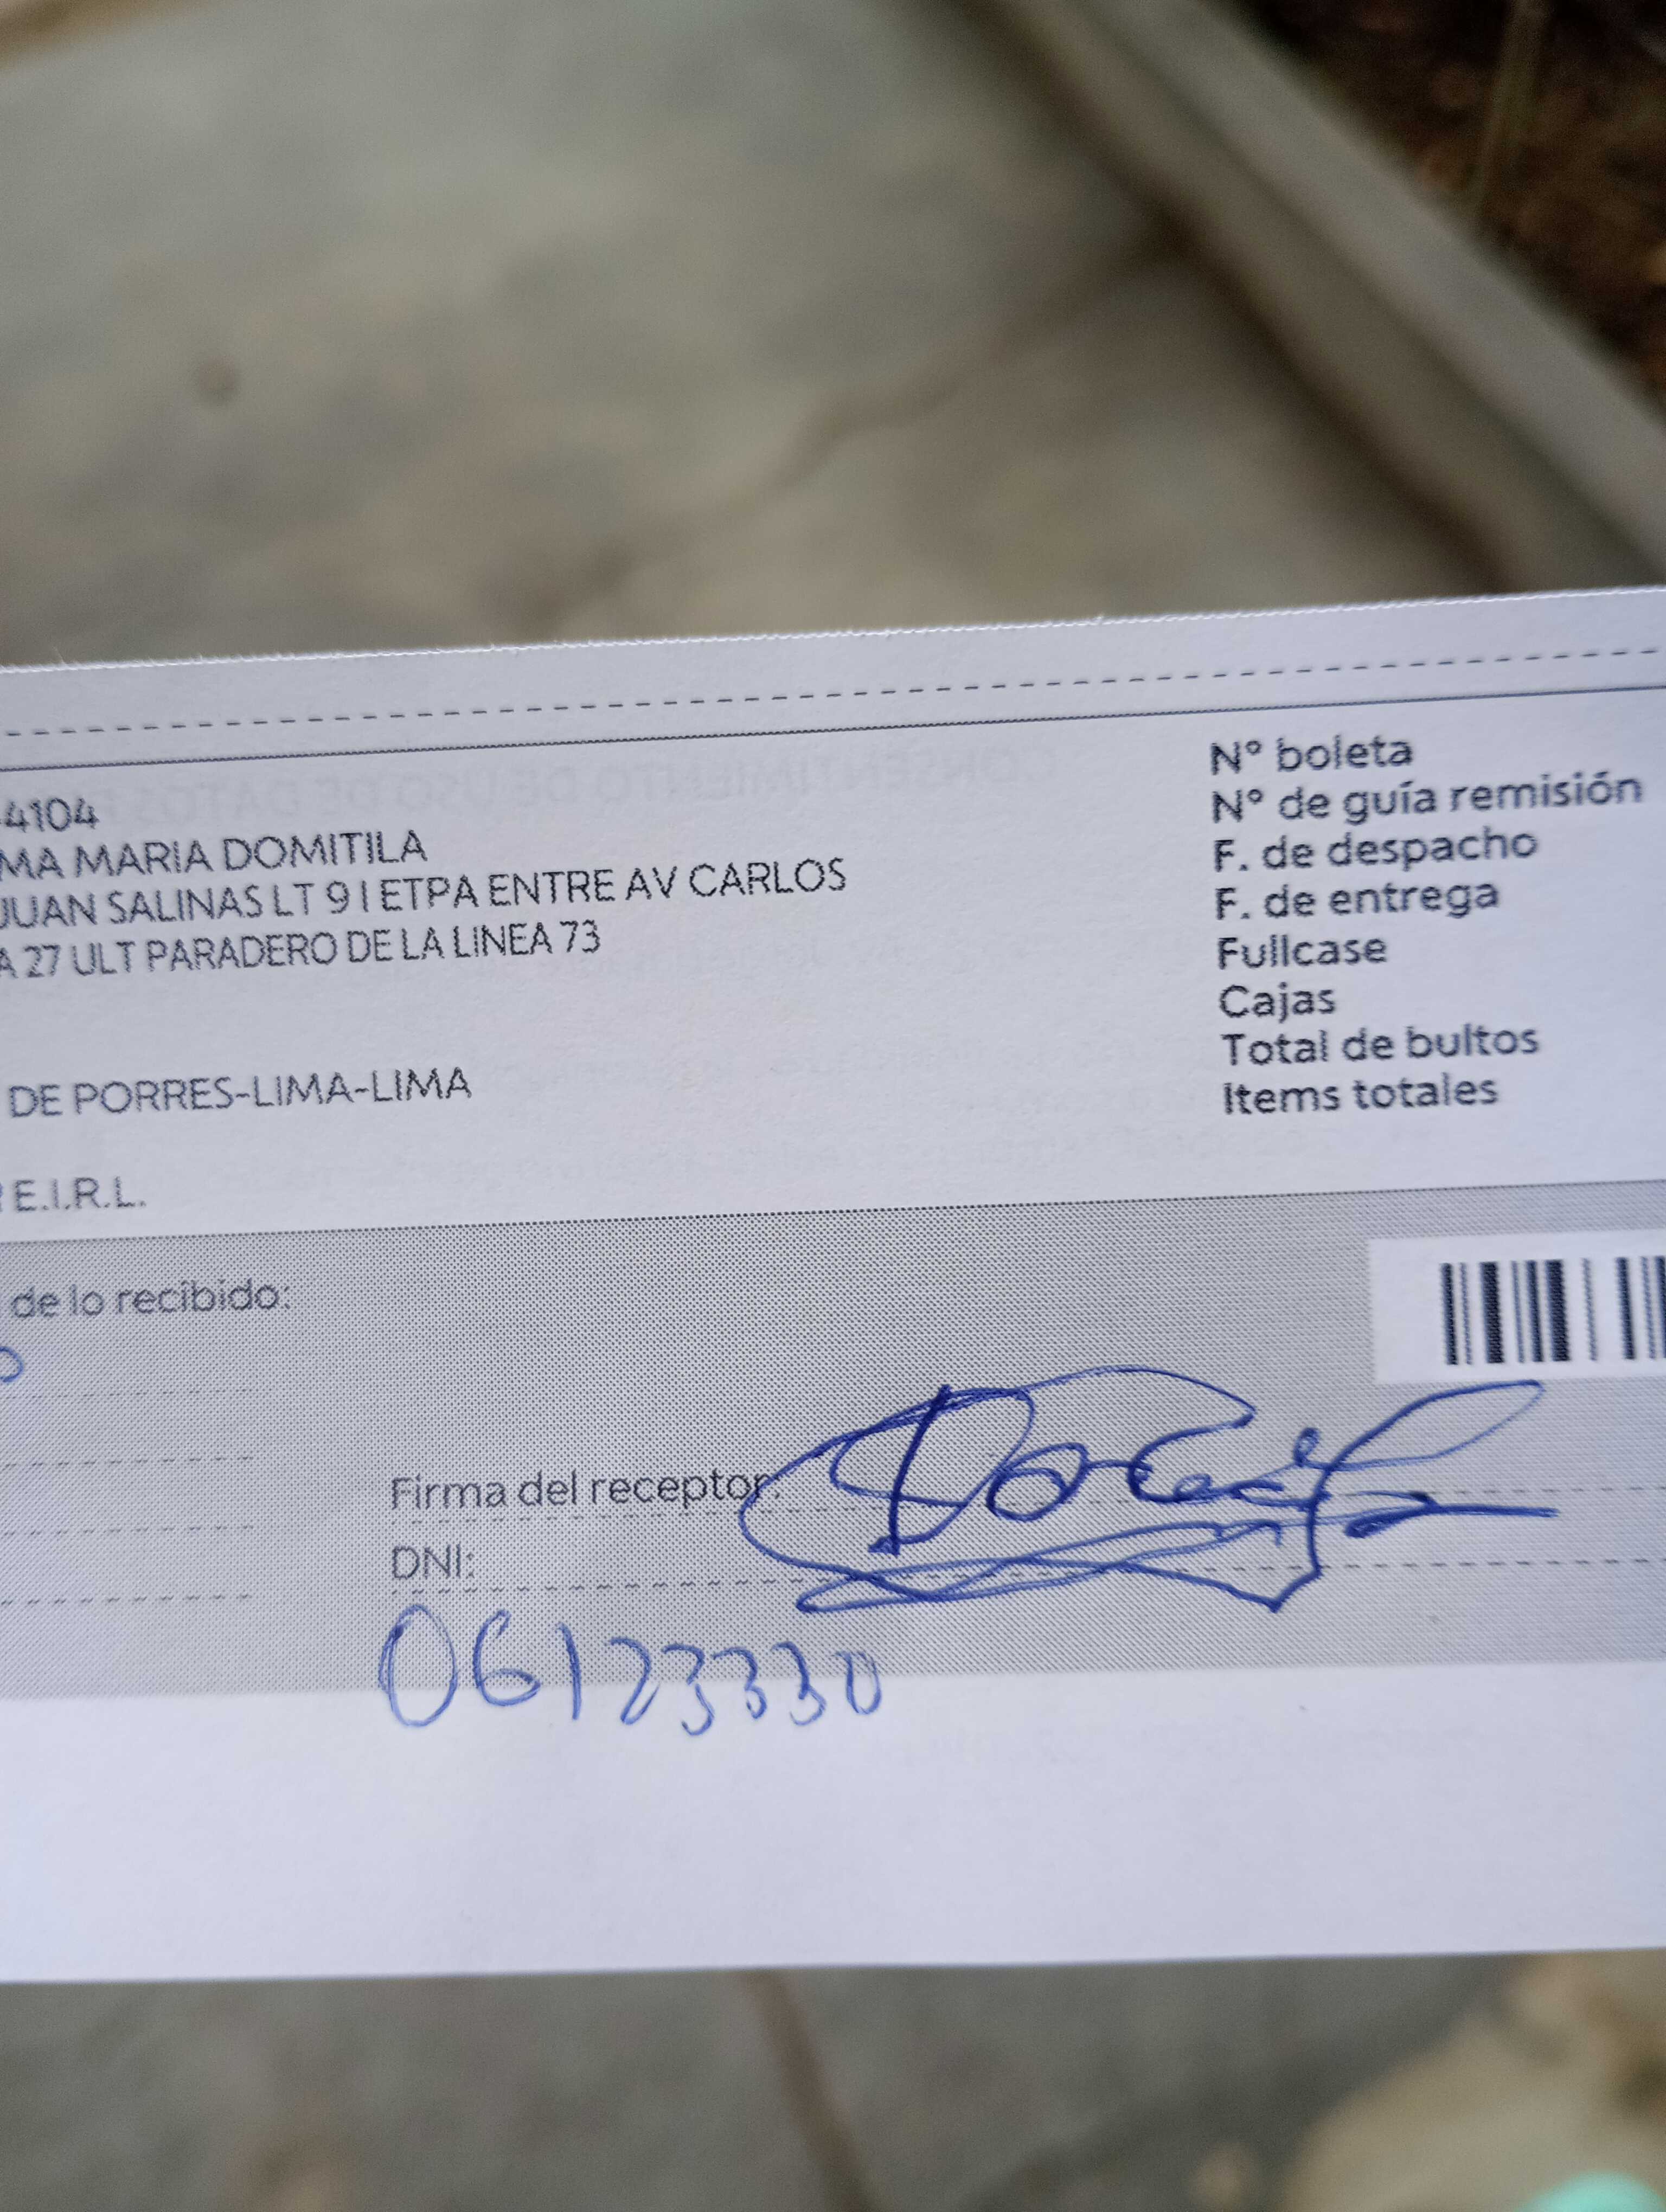 4104
MA MARIA DOMITILA
JUAN SALINAS LT 9 I ETPA ENTRE AV CARLOS
A 27 ULT PARADERO DE LA LINEA 73
DE PORRES-LIMA-LIMA
E.I.R.L.
N° boleta
N° de guía remisión
F. de despacho
F. de entrega
Fullcase
Cajas
Total de bultos
Items totales
de lo recibido:
Firma del receptor:
DNI:
06123330